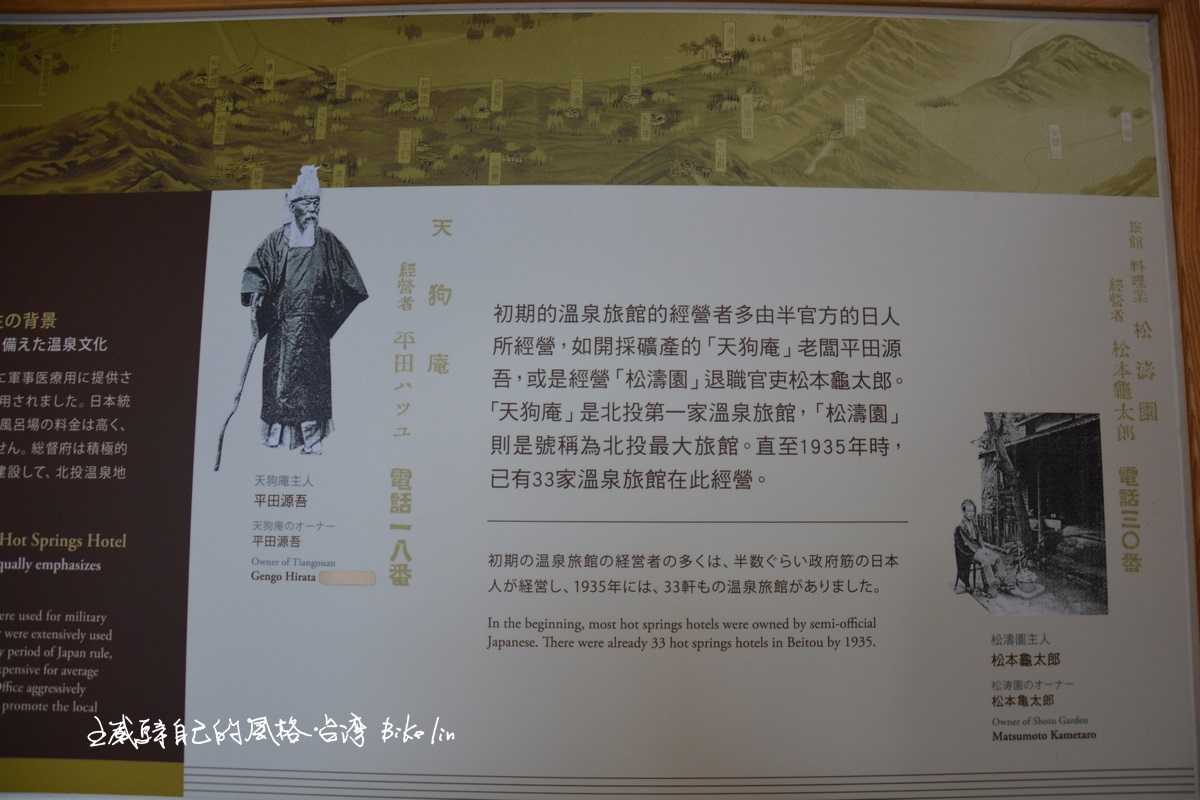 生の背景
備えた温泉文化
に軍事医療用に提供さ
用されました。日本統
風呂場の料金は高く、
せん。総督府は積極的
建設して、北投温泉地
Hot Springs Hotel
qually emphasizes
ere used for military
were extensively used
y period of Japan rule,
xpensive for average
Office aggressively
promote the local
天狗庵
經營者 平田ハツユ 電話一八番
天狗庵主人
平田源吾
天狗庵のオーナー
平田源吾
Owner of Tiangouan
Gengo Hirata
初期的溫泉旅館的經營者多由半官方的日人
所經營，如開採礦產的「天狗庵」老闆平田源
吾，或是經營「松濤園」退職官吏松本龜太郎。
「天狗庵」是北投第一家溫泉旅館，「松濤園」
則是號稱為北投最大旅館。直至1935年時，
已有33家溫泉旅館在此經營。
初期の温泉旅館の経営者の多くは、半数ぐらい政府筋の日本
人が経営し、1935年には、33軒もの温泉旅館がありました。
In the beginning, most hot springs hotels were owned by semi-official
Japanese. There were already 33 hot springs hotels in Beitou by 1935.
旅館 料理業 松濤園
經營者 松本龜太郎 電話三〇番
松濤園主人
松本龜太郎
松涛園のオーナー
松本亀太郎
Owner of Shotu Garden
Matsumoto Kametaro
自己的風格 台湾 Biko lin